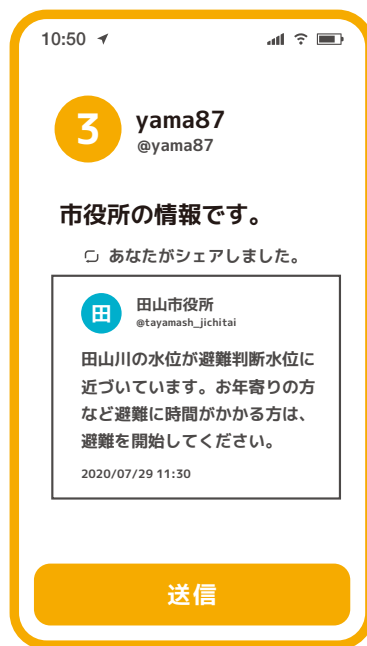 10:50
3
yama87
@yama87
市役所の情報です。
あなたがシェアしました。
田
田山市役所
@tayamash_jichitai
田山川の水位が避難判断水位に
近づいています。お年寄りの方
など避難に時間がかかる方は、
避難を開始してください。
2020/07/29 11:30
送信